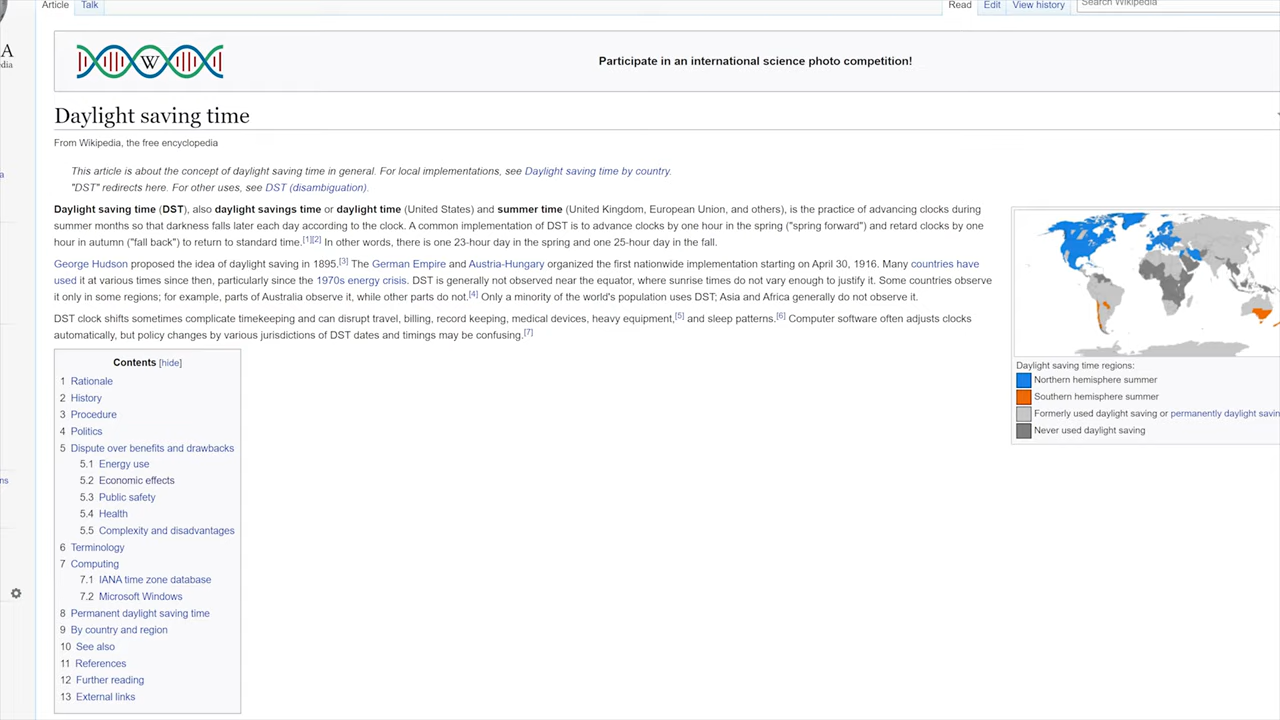 Article Talk Read Edit View history Search Wikipedia
A
dia
W
Participate in an international science photo competition!
Daylight saving time
From Wikipedia, the free encyclopedia
This article is about the concept of daylight saving time in general. For local implementations, see Daylight saving time by country.
"DST" redirects here. For other uses, see DST (disambiguation).
Daylight saving time (DST), also daylight savings time or daylight time (United States) and summer time (United Kingdom, European Union, and others), is the practice of advancing clocks during
summer months so that darkness falls later each day according to the clock. A common implementation of DST is to advance clocks by one hour in the spring ("spring forward") and retard clocks by one
hour in autumn ("fall back") to return to standard time.[1][2] In other words, there is one 23-hour day in the spring and one 25-hour day in the fall.
George Hudson proposed the idea of daylight saving in 1895.[3] The German Empire and Austria-Hungary organized the first nationwide implementation starting on April 30, 1916. Many countries have
used it at various times since then, particularly since the 1970s energy crisis. DST is generally not observed near the equator, where sunrise times do not vary enough to justify it. Some countries observe
it only in some regions; for example, parts of Australia observe it, while other parts do not.[4] Only a minority of the world's population uses DST; Asia and Africa generally do not observe it.
DST clock shifts sometimes complicate timekeeping and can disrupt travel, billing, record keeping, medical devices, heavy equipment,[5] and sleep patterns.[6] Computer software often adjusts clocks
automatically, but policy changes by various jurisdictions of DST dates and timings may be confusing.[7]
Contents [hide]
1 Rationale
2 History
3 Procedure
4 Politics
5 Dispute over benefits and drawbacks
5.1 Energy use
5.2 Economic effects
5.3 Public safety
5.4 Health
5.5 Complexity and disadvantages
6 Terminology
7 Computing
7.1 IANA time zone database
7.2 Microsoft Windows
8 Permanent daylight saving time
9 By country and region
10 See also
11 References
12 Further reading
13 External links
Daylight saving time regions:
Northern hemisphere summer
Southern hemisphere summer
Formerly used daylight saving or permanently daylight savin
Never used daylight saving
a
ns